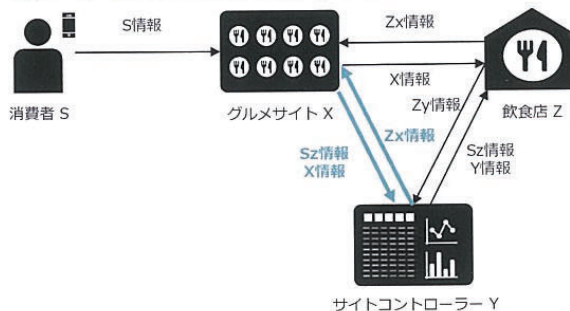 S情報
Zx情報
X情報
消費者 S
グルメサイト X
Zy情報
飲食店 Z
Zx情報
Sz情報
X情報
Sz情報
Y情報
サイトコントローラー Y